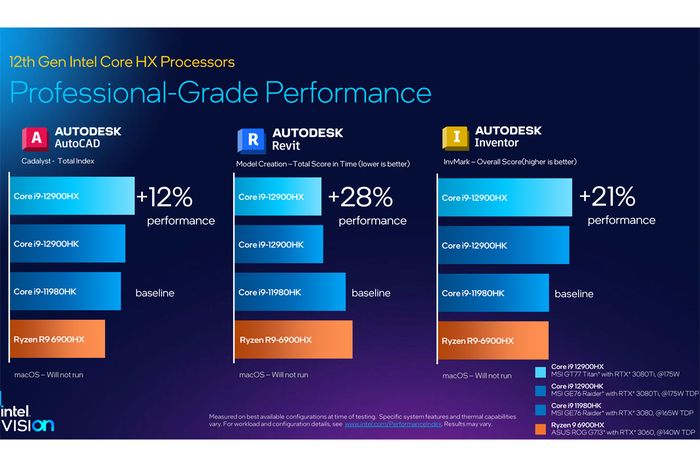 12th Gen Intel Core HX Processors
Professional-Grade Performance
A AUTODESK
AutoCAD
Cadalyst - Total Index
Core i9-12900HX
+12%
performance
Core i9-12900HK
Core i9-11980HK
baseline
Ryzen R9 6900HX
macOS – Will not run
R AUTODESK
Revit
Model Creation – Total Score in Time (lower is better)
Core i9-12900HX
+28%
performance
Core i9-12900HK
Core i9-11980HK
baseline
Ryzen R9-6900HX
macOS – Will not run
I AUTODESK
Inventor
InvMark – Overall Score(higher is better)
Core i9-12900HX
+21%
performance
Core i9-12900HK
Core i9-11980HK
baseline
Ryzen R9-6900HX
macOS – Will not run
Core i9 12900HX
MSI GT77 Titan* with RTX* 3080Ti, @175W
Core i9 12900HK
MSI GE76 Raider* with RTX* 3080Ti, @175W TDP
Core i9 11980HK
MSI GE76 Raider* with RTX* 3080, @165W TDP
Ryzen 9 6900HX
ASUS ROG G713* with RTX* 3060, @140W TDP
intel
VISION
Measured on best available configurations at time of testing. Specific system features and thermal capabilities
vary. For workload and configuration details, see www.intel.com/PerformanceIndex. Results may vary.